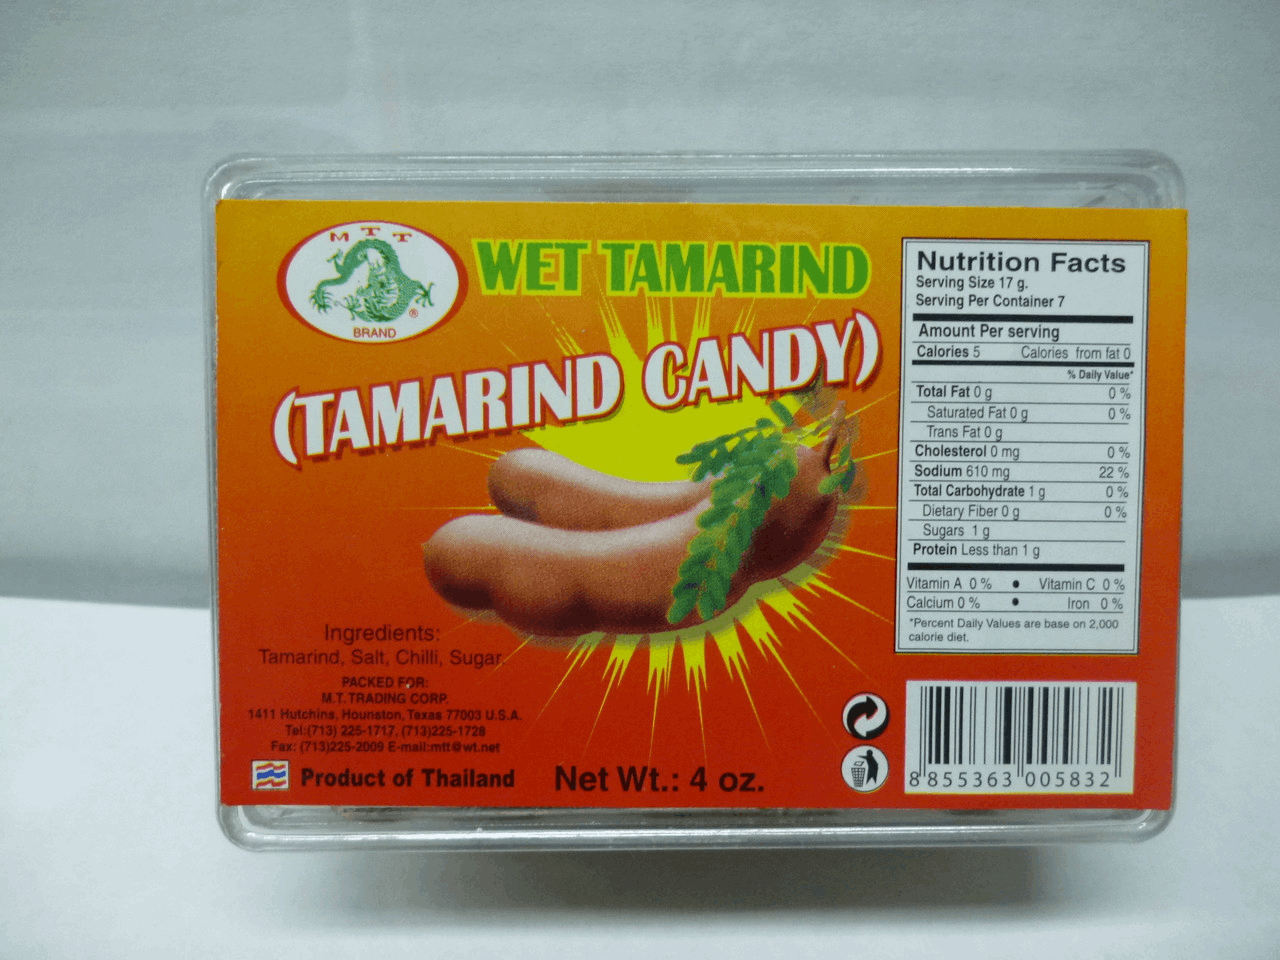 M T T
BRAND
®
WET TAMARIND
(TAMARIND CANDY)
Ingredients:
Tamarind, Salt, Chilli, Sugar.
PACKED FOR:
M.T. TRADING CORP.
1411 Hutchins, Hounston, Texas 77003 U.S.A.
Tel:(713) 225-1717, (713)225-1728
Fax: (713)225-2009 E-mail:mtt@wt.net
Product of Thailand
Net Wt.: 4 oz.
Nutrition Facts
Serving Size 17 g.
Serving Per Container 7
Amount Per serving
Calories 5 Calories from fat 0
% Daily Value*
Total Fat 0 g 0 %
Saturated Fat 0 g 0 %
Trans Fat 0 g
Cholesterol 0 mg 0 %
Sodium 610 mg 22 %
Total Carbohydrate 1 g 0 %
Dietary Fiber 0 g 0 %
Sugars 1 g
Protein Less than 1 g
Vitamin A 0 % • Vitamin C 0 %
Calcium 0 % • Iron 0 %
*Percent Daily Values are base on 2,000
calorie diet.
8 855363 005832